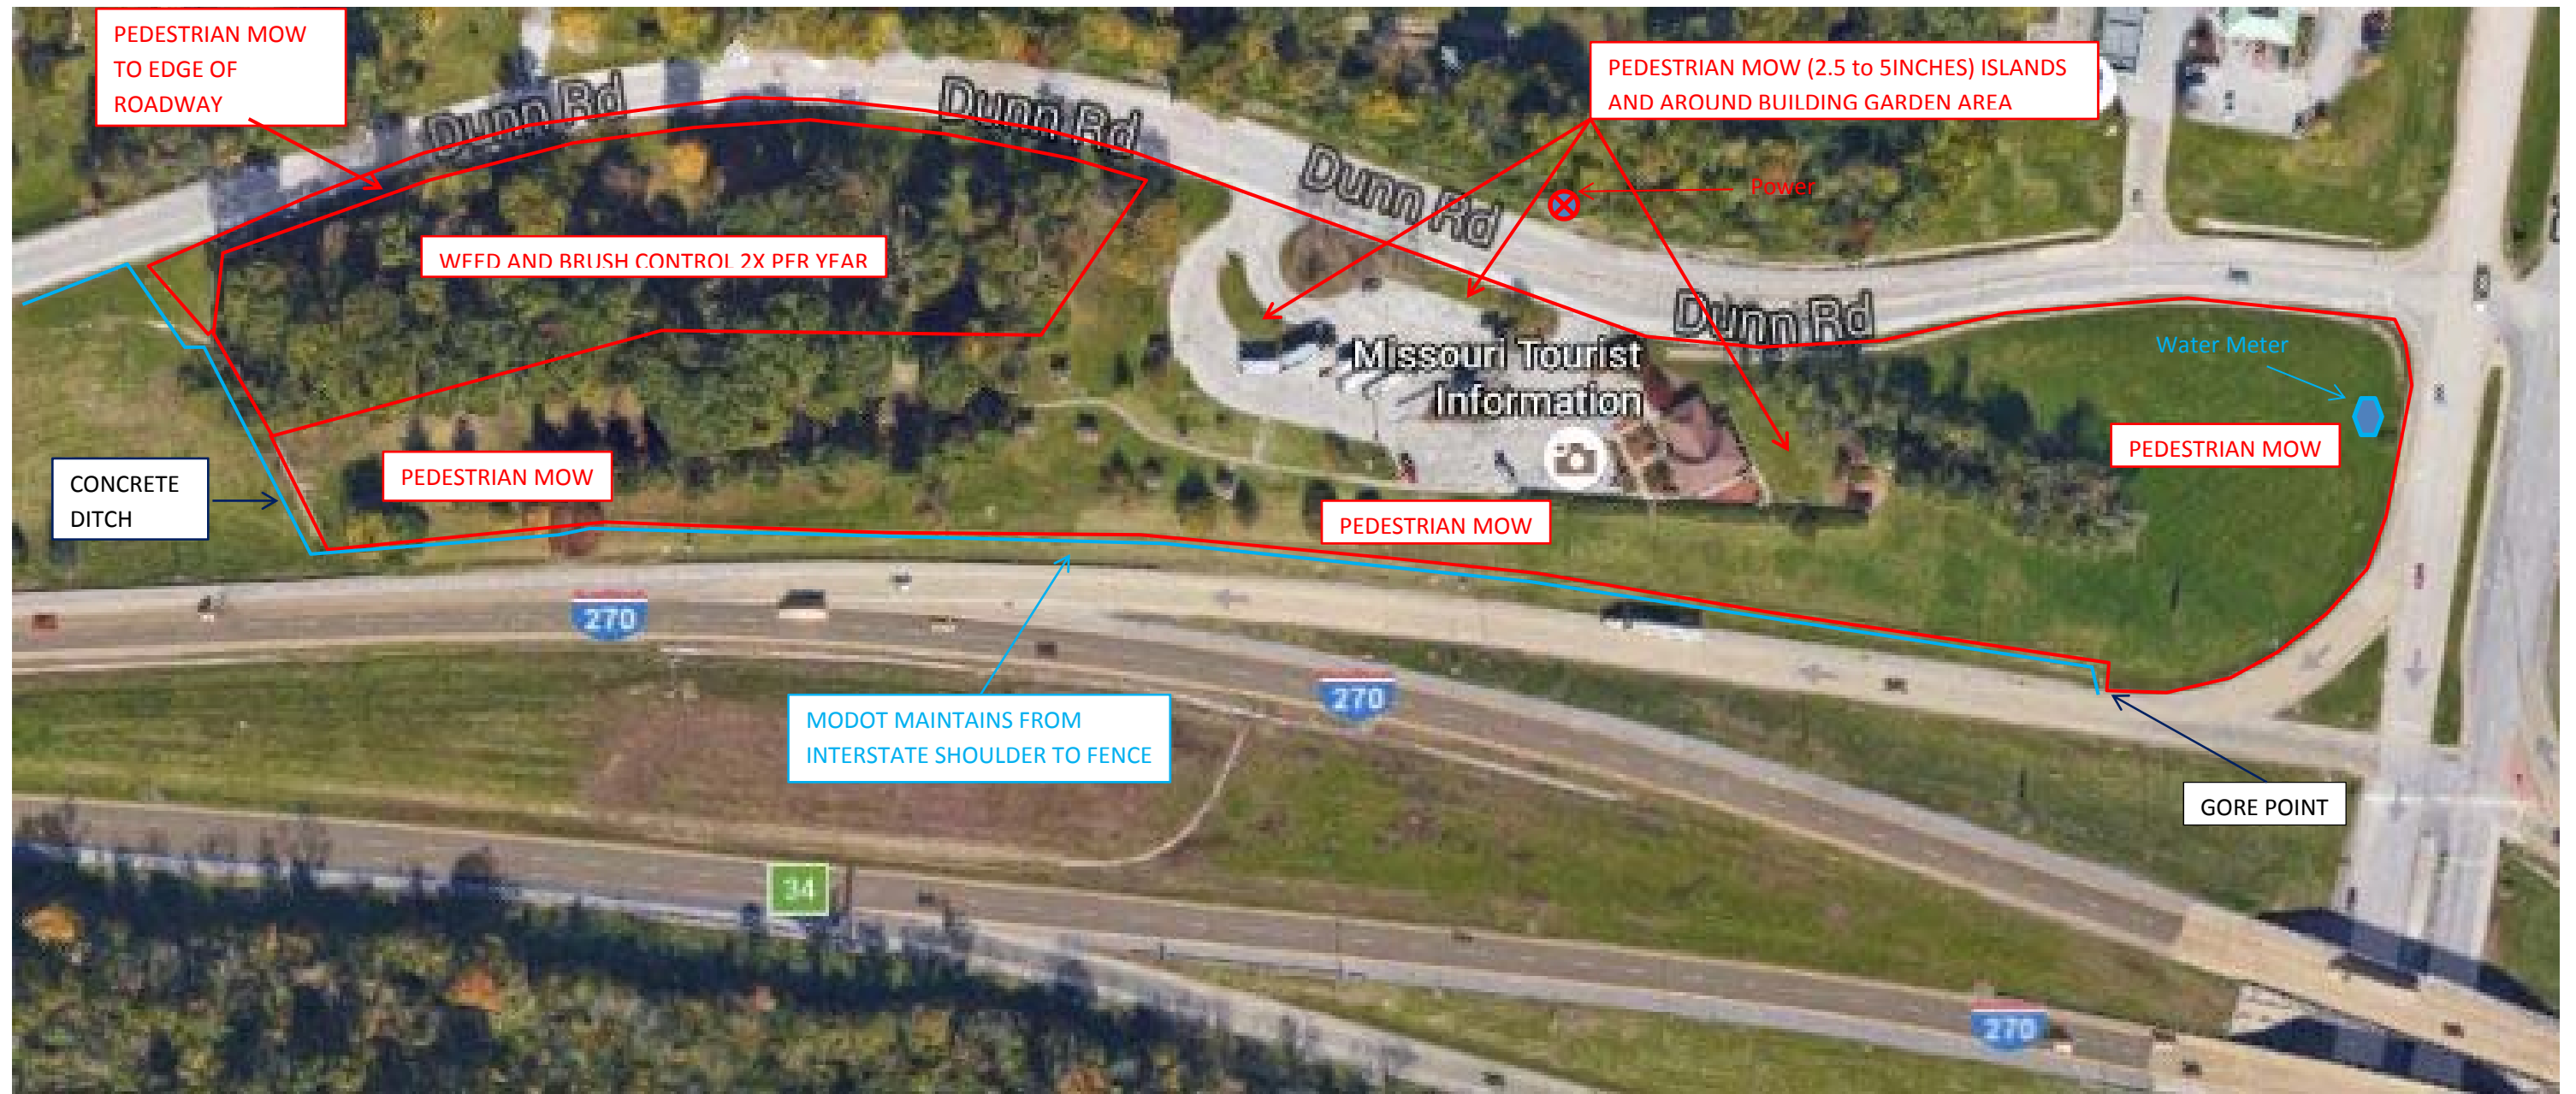 PEDESTRIAN MOW
TO EDGE OF
ROADWAY
PEDESTRIAN MOW (2.5 to 5INCHES) ISLANDS
AND AROUND BUILDING GARDEN AREA
Dunn Rd
Dunn Rd
Dunn Rd
Power
WEED AND BRUSH CONTROL 2X PER YEAR
Dunn Rd
Missouri Tourist
Information
Water Meter
PEDESTRIAN MOW
PEDESTRIAN MOW
CONCRETE
DITCH
PEDESTRIAN MOW
270
270
MODOT MAINTAINS FROM
INTERSTATE SHOULDER TO FENCE
GORE POINT
34
270